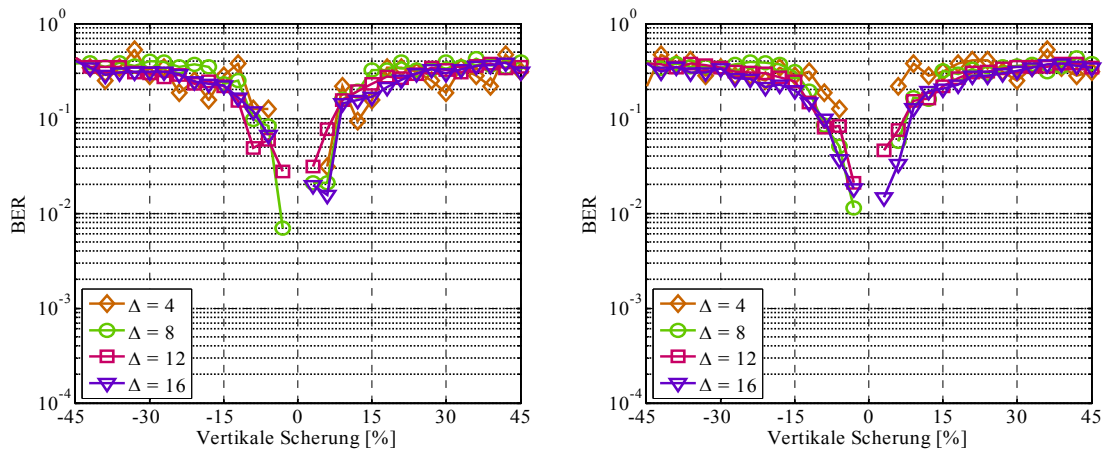 10^0
10^-1
10^-2
10^-3
10^-4
BER
Δ = 4
Δ = 8
Δ = 12
Δ = 16
-45 -30 -15 0 15 30 45
Vertikale Scherung [%]
10^0
10^-1
10^-2
10^-3
10^-4
BER
Δ = 4
Δ = 8
Δ = 12
Δ = 16
-45 -30 -15 0 15 30 45
Vertikale Scherung [%]